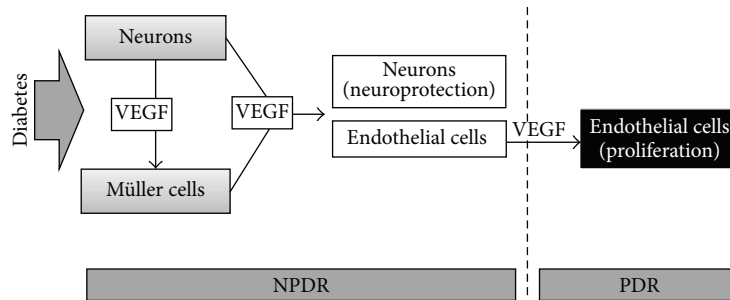 Diabetes
Neurons
VEGF
Müller cells
VEGF
Neurons
(neuroprotection)
Endothelial cells
VEGF
Endothelial cells
(proliferation)
NPDR
PDR